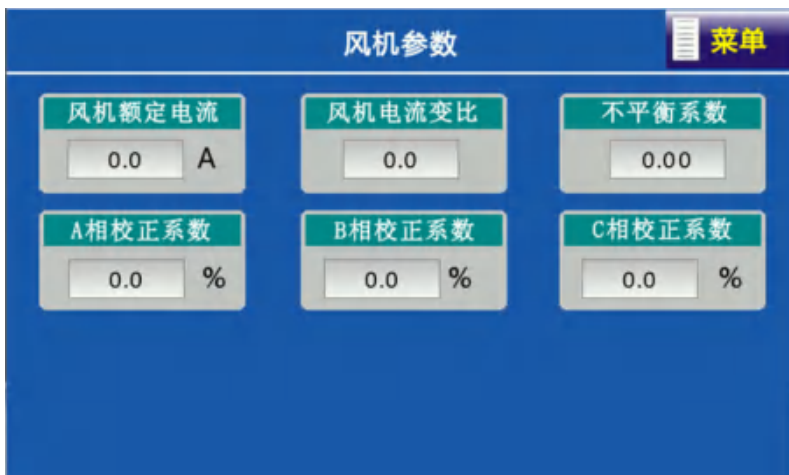 风机参数
菜单
风机额定电流 风机电流变比 不平衡系数
0.0 A 0.0 0.00
A相校正系数 B相校正系数 C相校正系数
0.0 % 0.0 % 0.0 %